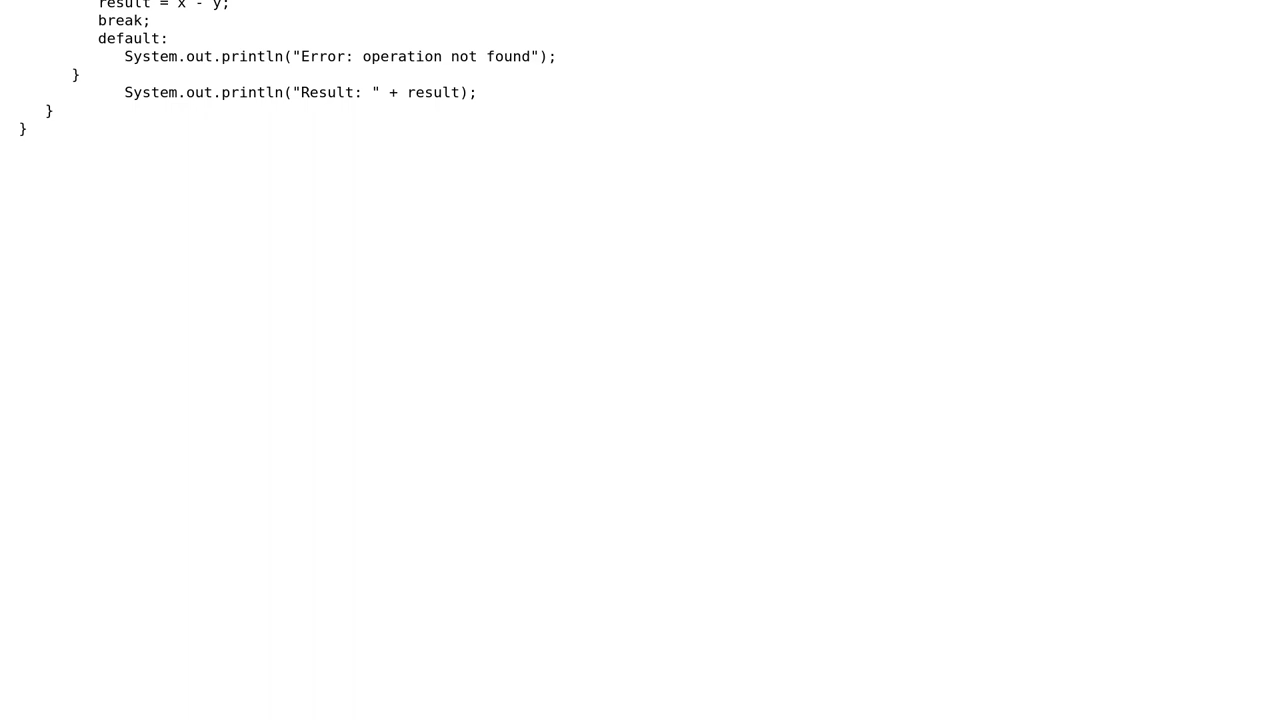 result = x - y;
break;
default:
System.out.println("Error: operation not found");
}
System.out.println("Result: " + result);
}
}